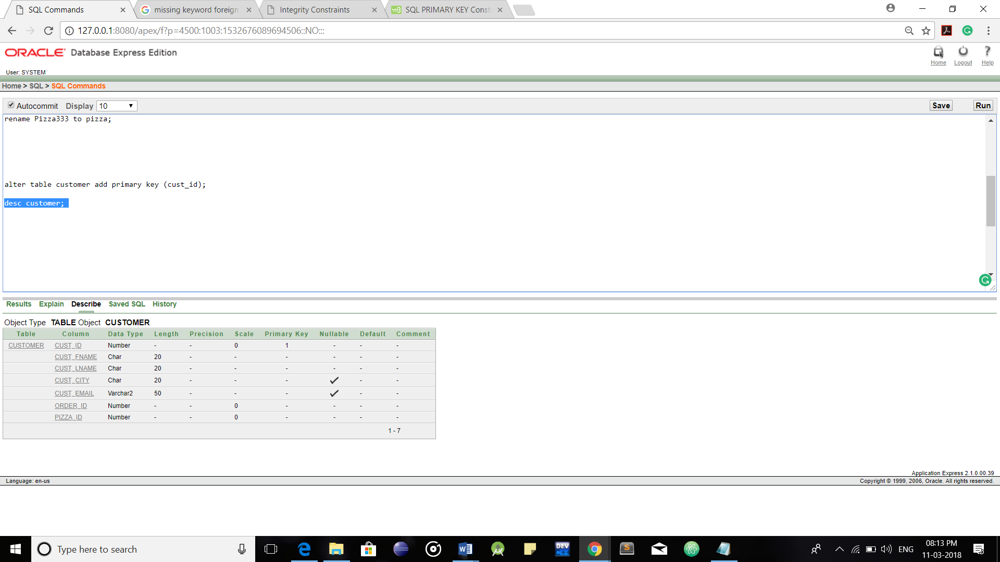 SQL Commands
missing keyword foreign
Integrity Constraints
SQL PRIMARY KEY Const
127.0.0.1:8080/apex/f?p=4500:1003:1532676089694506::NO:::
ORACLE Database Express Edition
Home Logout Help
User: SYSTEM
Home > SQL > SQL Commands
Autocommit Display 10 Save Run
rename Pizza333 to pizza;
alter table customer add primary key (cust_id);
desc customer;
Results Explain Describe Saved SQL History
Object Type TABLE Object CUSTOMER
Table Column Data Type Length Precision Scale Primary Key Nullable Default Comment
CUSTOMER CUST_ID Number - - 0 1 - - -
CUST_FNAME Char 20 - - - - - -
CUST_LNAME Char 20 - - - - - -
CUST_CITY Char 20 - - - ✓ - -
CUST_EMAIL Varchar2 50 - - - ✓ - -
ORDER_ID Number - - 0 - - - -
PIZZA_ID Number - - 0 - - - -
1 - 7
Application Express 2.1.0.00.39
Language: en-us Copyright © 1999, 2006, Oracle. All rights reserved.
Type here to search
DEV C++
ENG
08:13 PM
11-03-2018